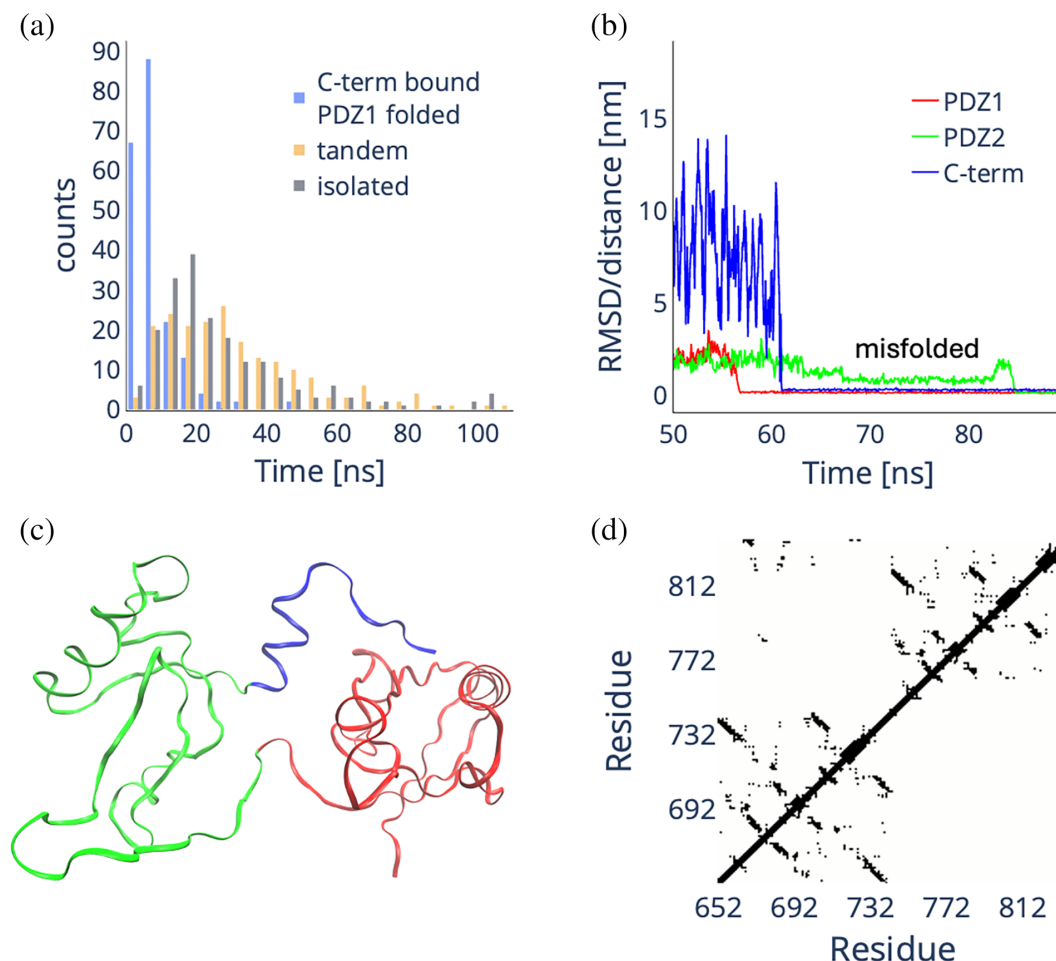 (a)
counts
90
80
70
60
50
40
30
20
10
0
C-term bound
PDZ1 folded
tandem
isolated
0 20 40 60 80 100
Time [ns]
(b)
RMSD/distance [nm]
15
10
5
0
PDZ1
PDZ2
C-term
misfolded
50 60 70 80
Time [ns]
(c)
(d)
Residue
812
772
732
692
652 692 732 772 812
Residue